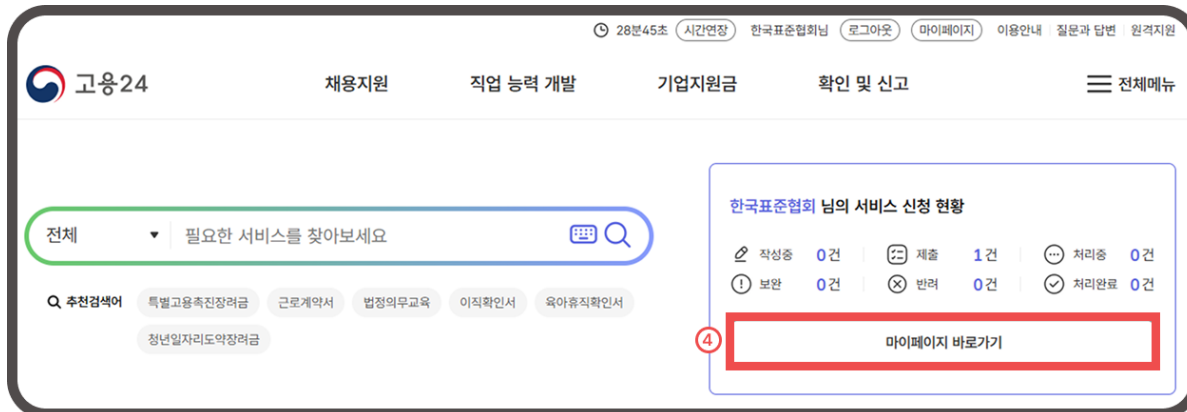 28분45초 시간연장 한국표준협회님 로그아웃 마이페이지 이용안내 질문과 답변 원격지원
고용24 채용지원 직업 능력 개발 기업지원금 확인 및 신고 전체메뉴
한국표준협회 님의 서비스 신청 현황
전체 필요한 서비스를 찾아보세요
작성중 0건 제출 1건 처리중 0건
보완 0건 반려 0건 처리완료 0건
추천검색어 특별고용촉진장려금 근로계약서 법정의무교육 이직확인서 육아휴직확인서
청년일자리도약장려금
④ 마이페이지 바로가기